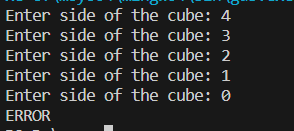 Enter side of the cube: 4
Enter side of the cube: 3
Enter side of the cube: 2
Enter side of the cube: 1
Enter side of the cube: 0
ERROR